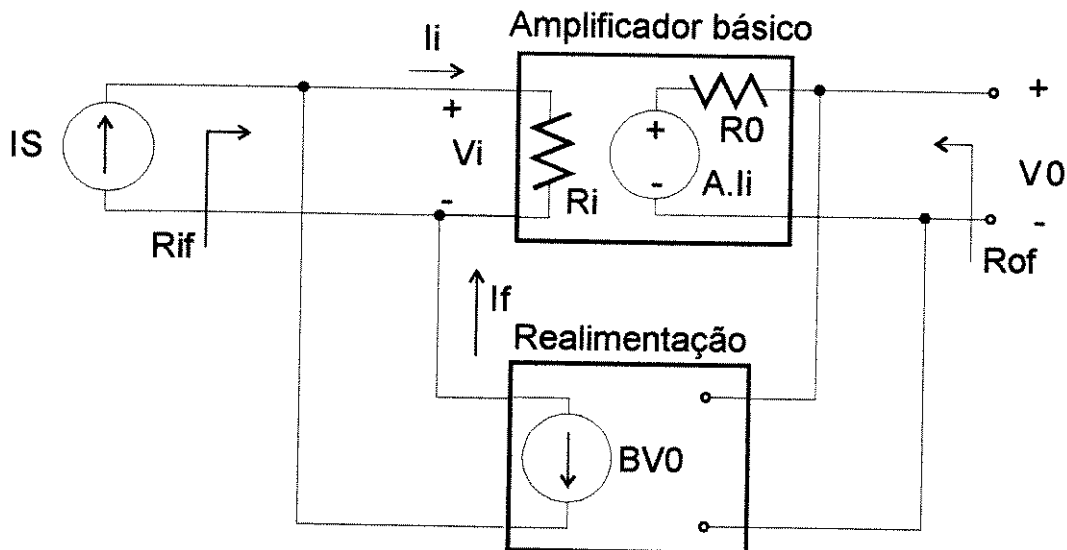 Amplificador básico
Ii
+
Vi
-
Ri
R0
+
-
A.Ii
+
V0
-
IS
Rif
Rof
If
Realimentação
BV0